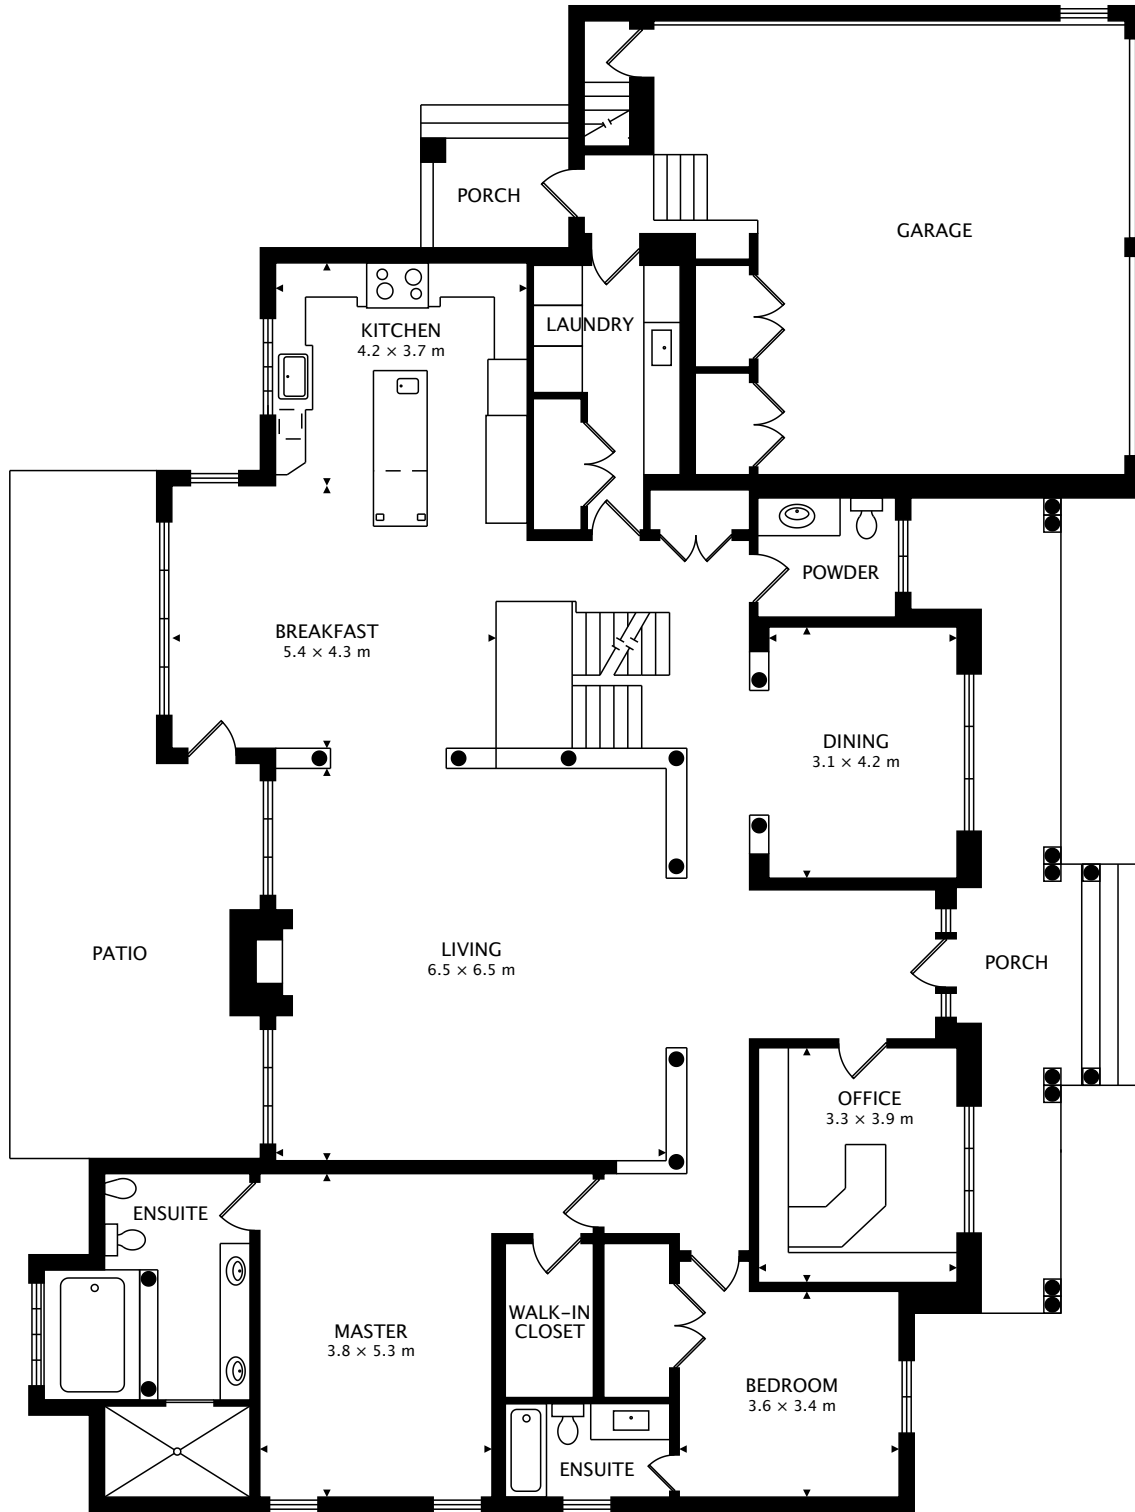 PORCH
GARAGE
KITCHEN
4.2 × 3.7 m
LAUNDRY
POWDER
BREAKFAST
5.4 × 4.3 m
DINING
3.1 × 4.2 m
PATIO
LIVING
6.5 × 6.5 m
PORCH
OFFICE
3.3 × 3.9 m
ENSUITE
MASTER
3.8 × 5.3 m
WALK-IN
CLOSET
BEDROOM
3.6 × 3.4 m
ENSUITE